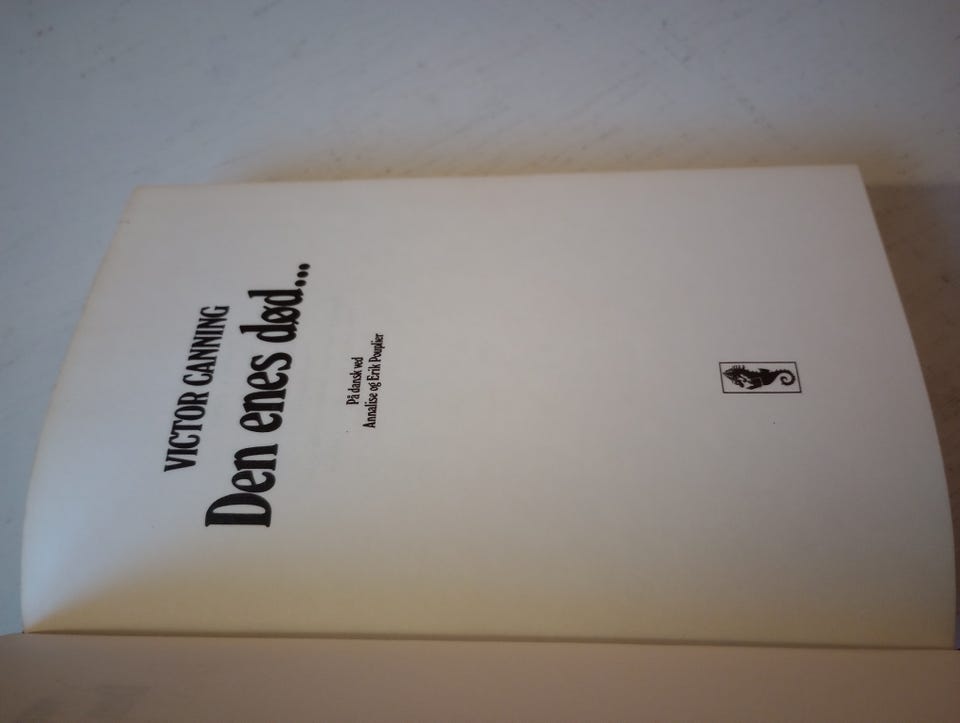 VICTOR CANNING
Den enes død...
På dansk ved
Annalise og Erik Pouplier